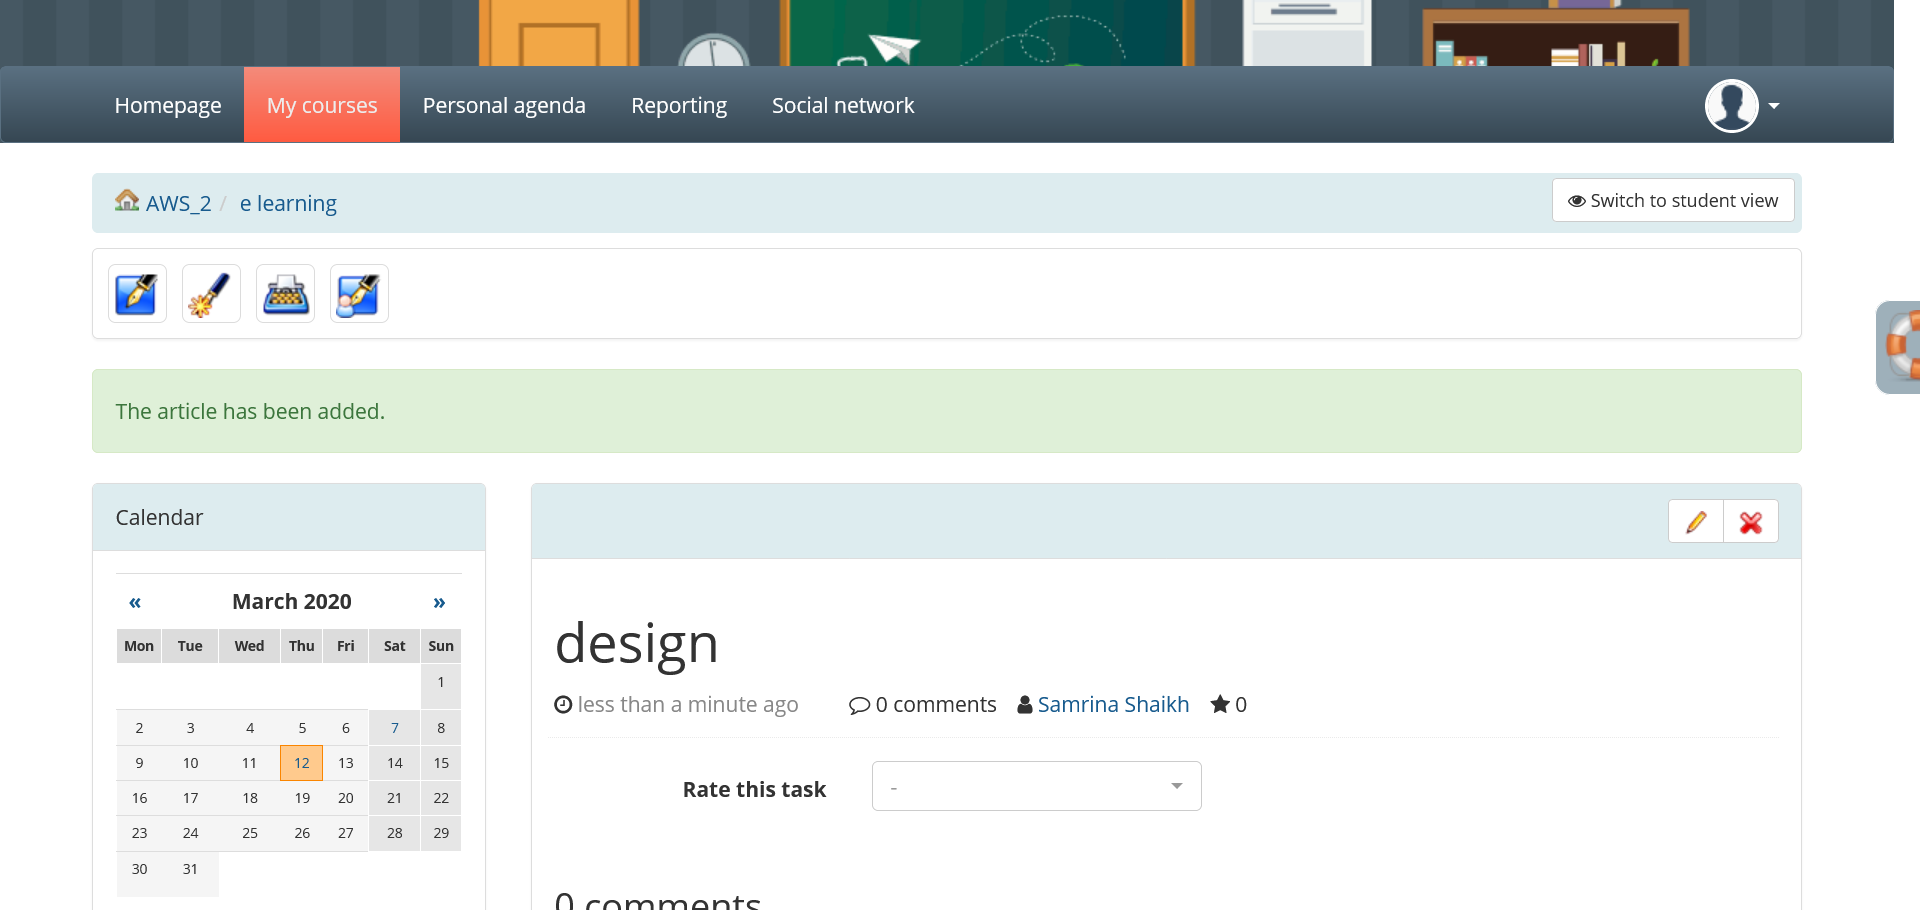 Homepage My courses Personal agenda Reporting Social network
AWS_2 / e learning
Switch to student view
The article has been added.
Calendar
« March 2020 »
Mon Tue Wed Thu Fri Sat Sun
1
2 3 4 5 6 7 8
9 10 11 12 13 14 15
16 17 18 19 20 21 22
23 24 25 26 27 28 29
30 31
design
less than a minute ago 0 comments Samrina Shaikh 0
Rate this task -
0 comments